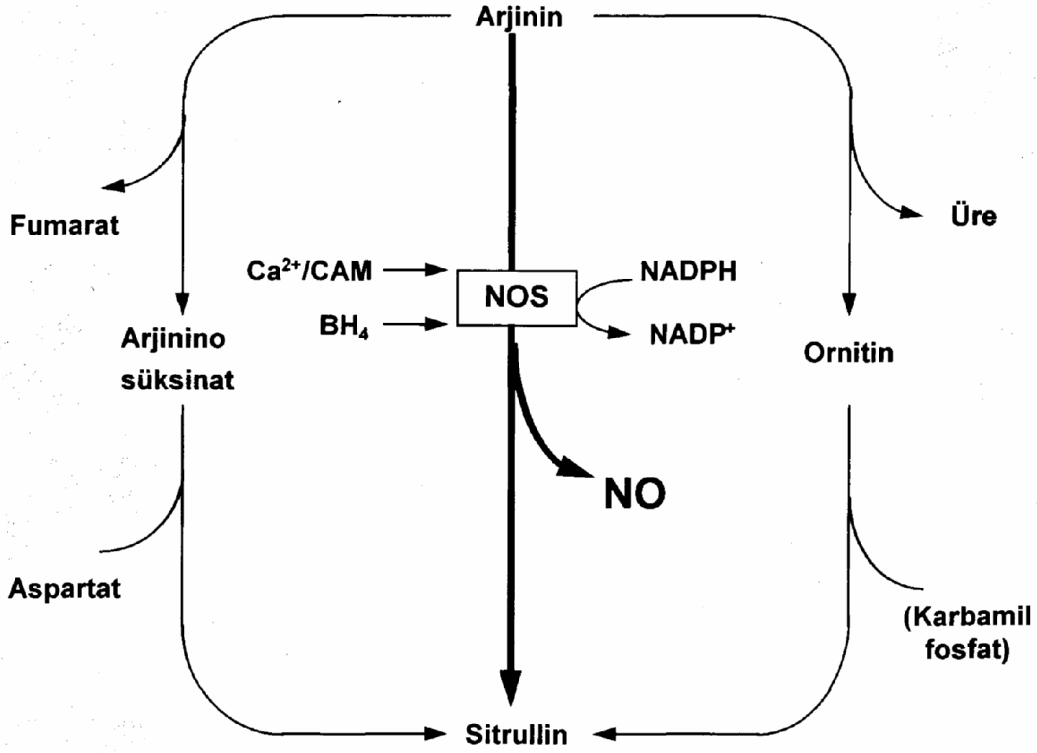 Arjinin
Fumarat
Üre
Ca²⁺/CAM
NADPH
NOS
BH₄
NADP⁺
Arjinino
süksinat
Ornitin
NO
Aspartat
(Karbamil
fosfat)
Sitrullin